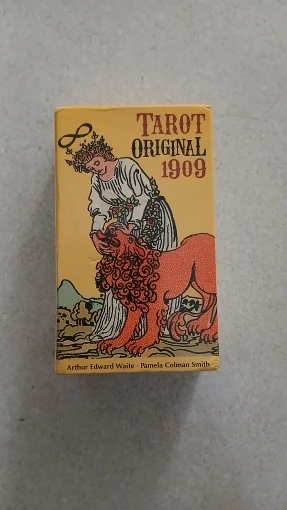 TAROT
ORIGINAL
1909
Arthur Edward Waite · Pamela Colman Smith